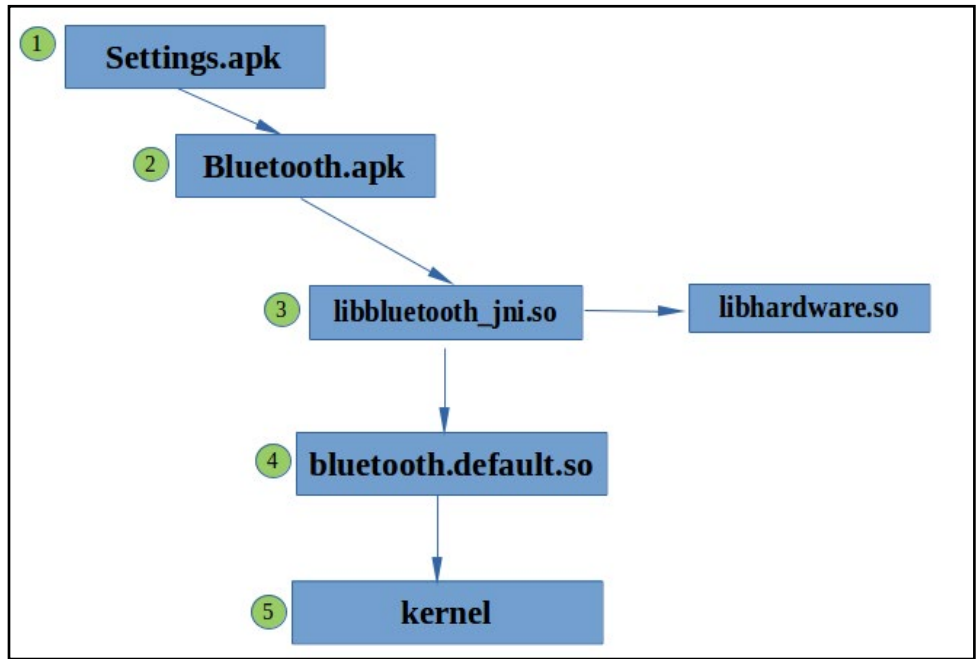 1
Settings.apk
2
Bluetooth.apk
3
libbluetooth_jni.so
libhardware.so
4
bluetooth.default.so
5
kernel